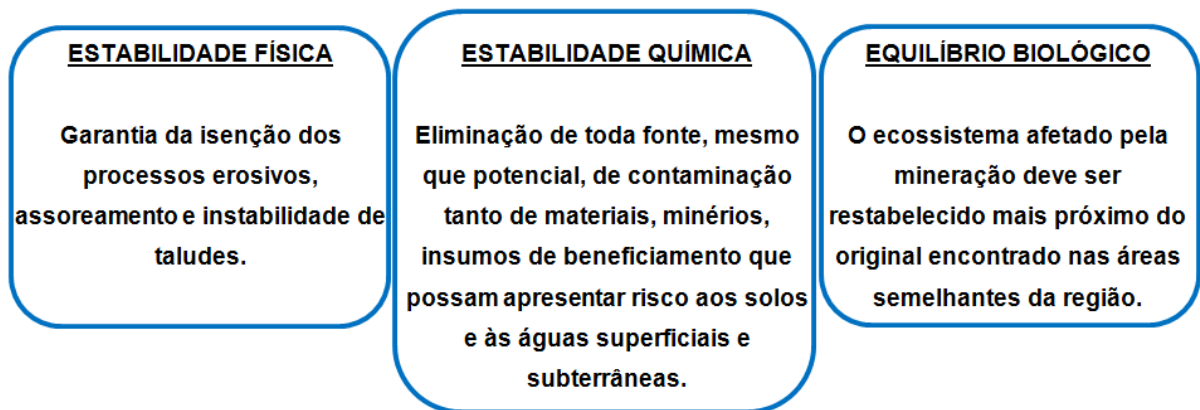 ESTABILIDADE FÍSICA
Garantia da isenção dos
processos erosivos,
assoreamento e instabilidade de
taludes.
ESTABILIDADE QUÍMICA
Eliminação de toda fonte, mesmo
que potencial, de contaminação
tanto de materiais, minérios,
insumos de beneficiamento que
possam apresentar risco aos solos
e às águas superficiais e
subterrâneas.
EQUILÍBRIO BIOLÓGICO
O ecossistema afetado pela
mineração deve ser
restabelecido mais próximo do
original encontrado nas áreas
semelhantes da região.